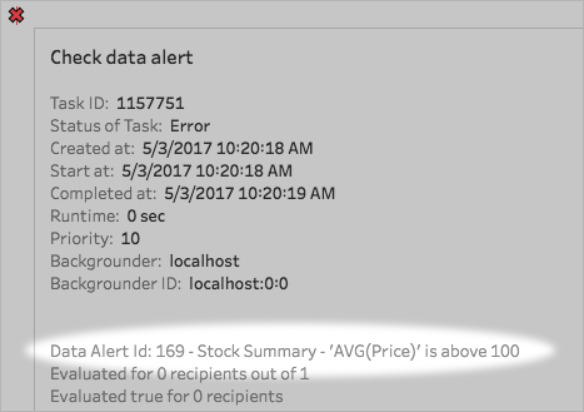 Check data alert
Task ID: 1157751
Status of Task: Error
Created at: 5/3/2017 10:20:18 AM
Start at: 5/3/2017 10:20:18 AM
Completed at: 5/3/2017 10:20:19 AM
Runtime: 0 sec
Priority: 10
Backgrounder: localhost
Backgrounder ID: localhost:0:0
Data Alert Id: 169 - Stock Summary - 'AVG(Price)' is above 100
Evaluated for 0 recipients out of 1
Evaluated true for 0 recipients